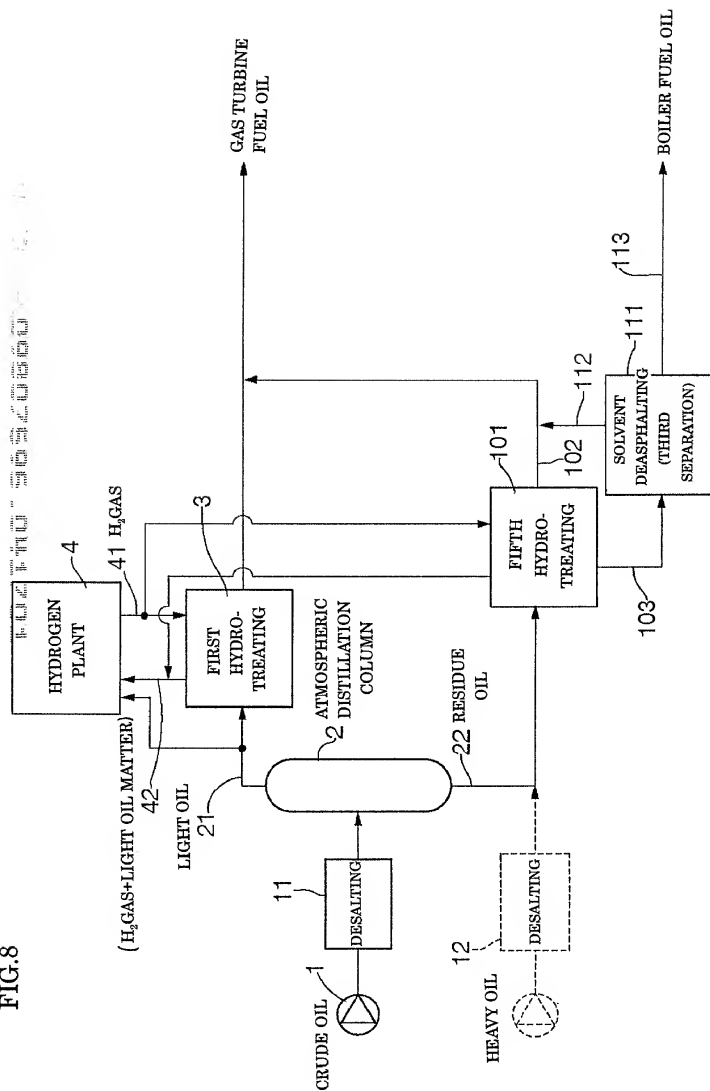 FIG.8
HYDROGEN
PLANT
4
41 H₂GAS
(H₂GAS+LIGHT OIL MATTER)
42
LIGHT OIL
21
FIRST
HYDRO-
TREATING
3
GAS TURBINE
FUEL OIL
ATMOSPHERIC
DISTILLATION
COLUMN
2
CRUDE OIL
1
DESALTING
11
22 RESIDUE
OIL
HEAVY OIL
DESALTING
12
FIFTH
HYDRO-
TREATING
101
102
103
112
SOLVENT
DEASPHALTING
(THIRD
SEPARATION)
111
113
BOILER FUEL OIL